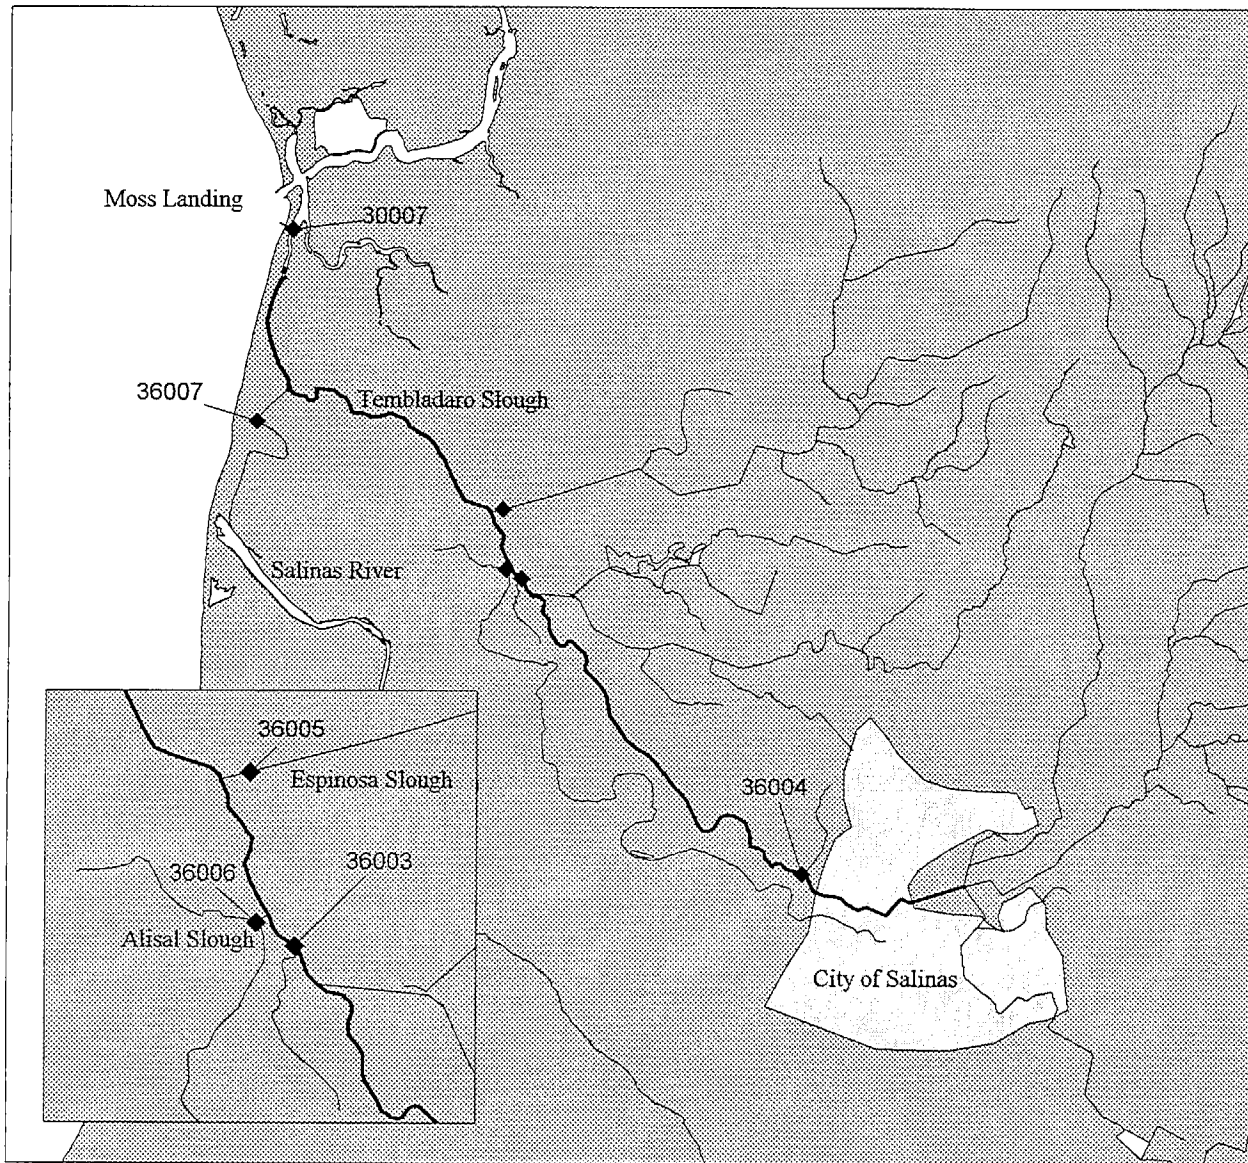 Moss Landing
30007
36007
Tembladaro Slough
Salinas River
36005
Espinosa Slough
36004
36003
36006
Alisal Slough
City of Salinas